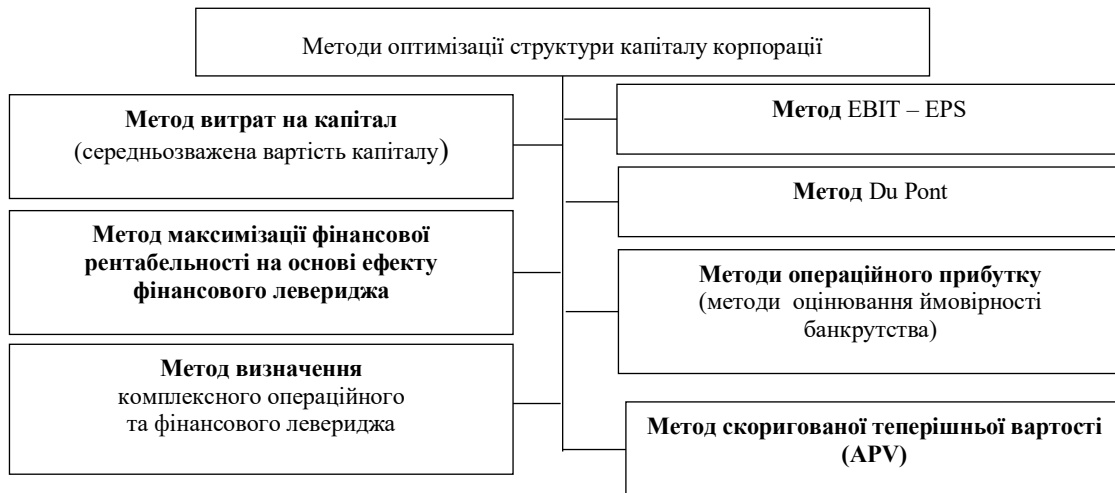 Методи оптимізації структури капіталу корпорації
Метод витрат на капітал
(середньозважена вартість капіталу)
Метод максимізації фінансової
рентабельності на основі ефекту
фінансового левериджа
Метод визначення
комплексного операційного
та фінансового левериджа
Метод EBIT – EPS
Метод Du Pont
Методи операційного прибутку
(методи оцінювання ймовірності
банкрутства)
Метод скоригованої теперішньої вартості
(APV)